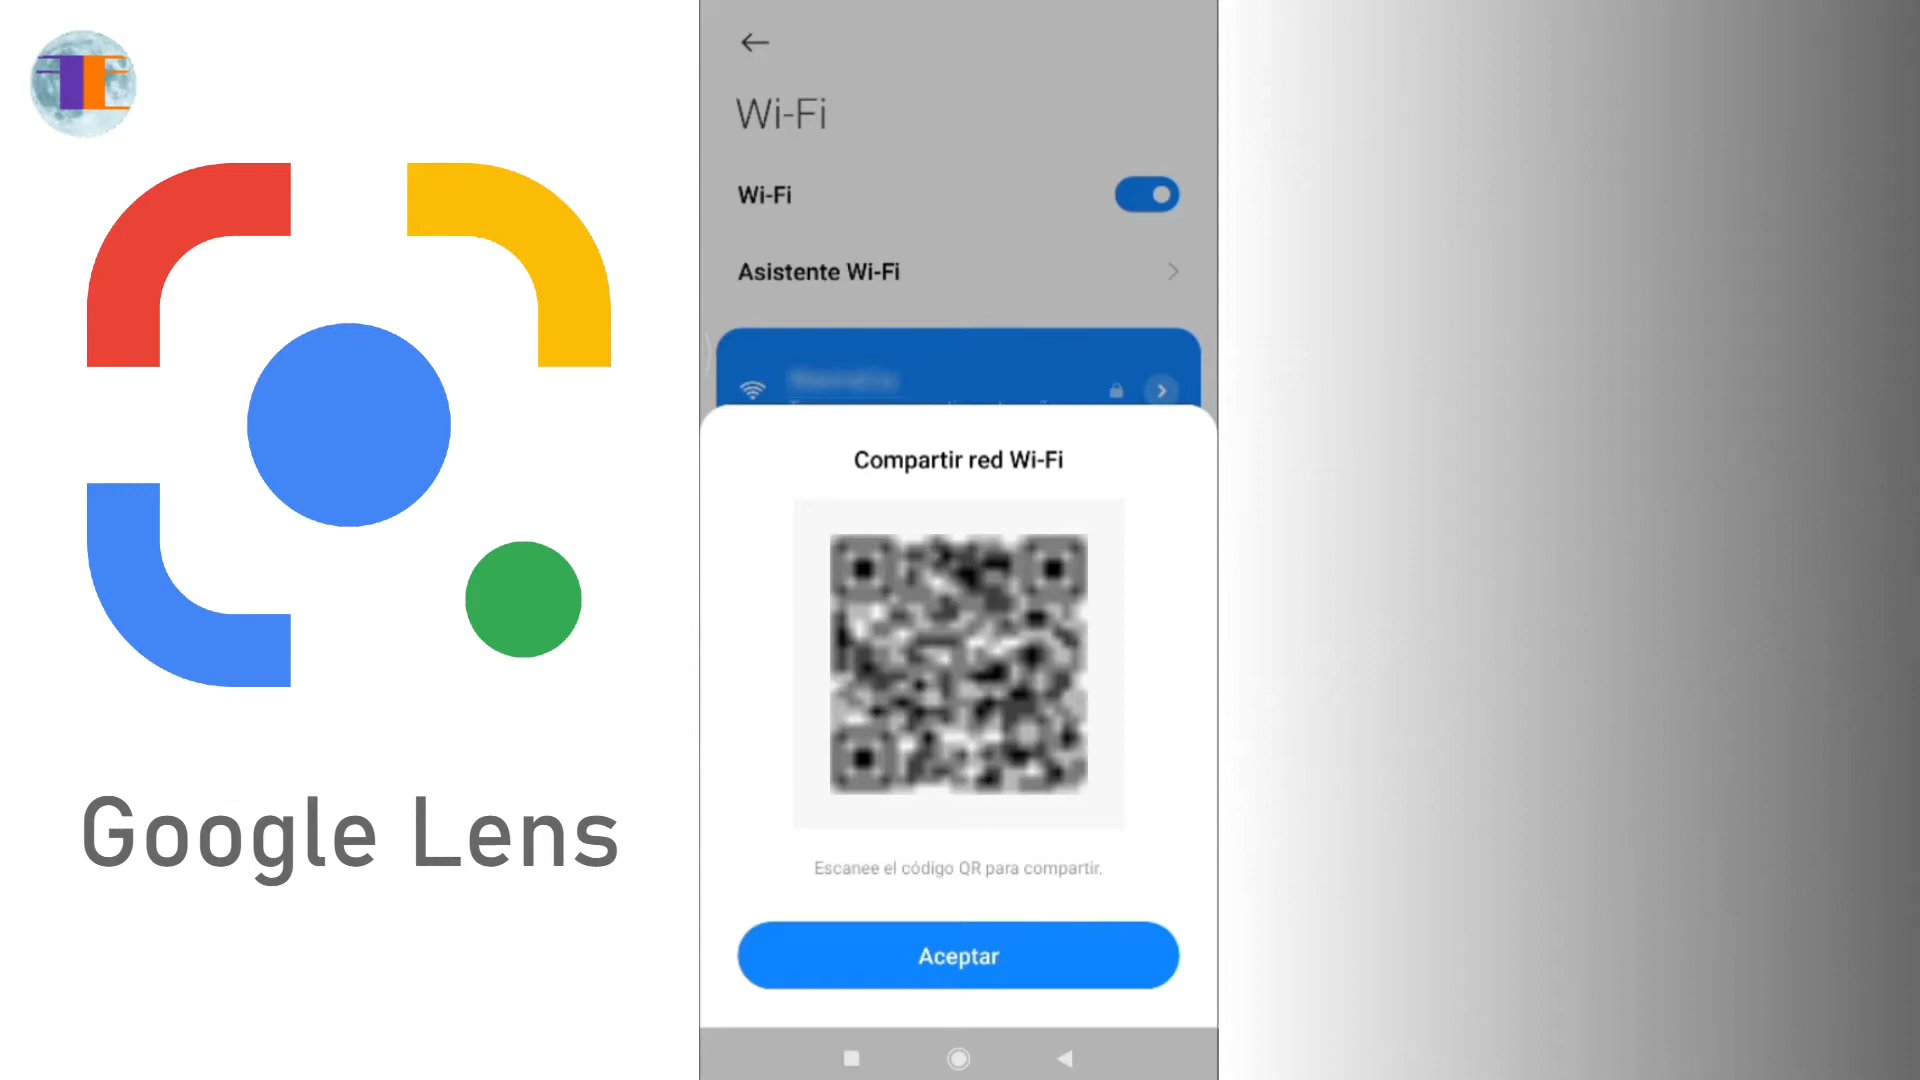 Google Lens
Wi-Fi
Wi-Fi
Asistente Wi-Fi
Compartir red Wi-Fi
Escanee el código QR para compartir.
Aceptar